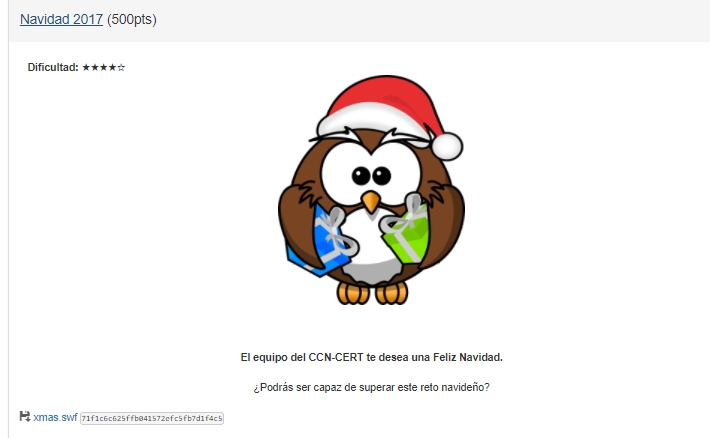 Navidad 2017 (500pts)
Dificultad: ★★★★☆
El equipo del CCN-CERT te desea una Feliz Navidad.
¿Podrás ser capaz de superar este reto navideño?
xmas.swf 71f1c6c625ffb041572efc5fb7d1f4c5